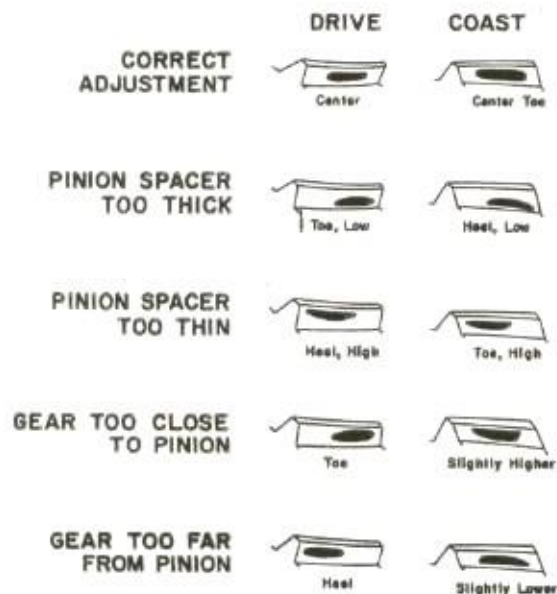 DRIVE COAST
CORRECT
ADJUSTMENT
Center Center Toe
PINION SPACER
TOO THICK
Toe, Low Heel, Low
PINION SPACER
TOO THIN
Heel, High Toe, High
GEAR TOO CLOSE
TO PINION
Toe Slightly Higher
GEAR TOO FAR
FROM PINION
Heel Slightly Lower